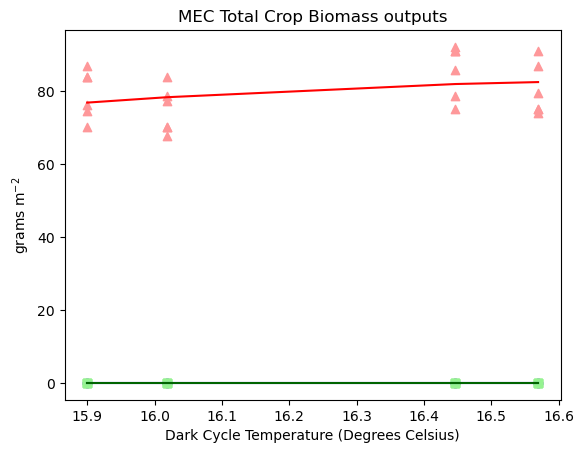 MEC Total Crop Biomass outputs
grams m⁻²
80
60
40
20
0
15.9 16.0 16.1 16.2 16.3 16.4 16.5 16.6
Dark Cycle Temperature (Degrees Celsius)